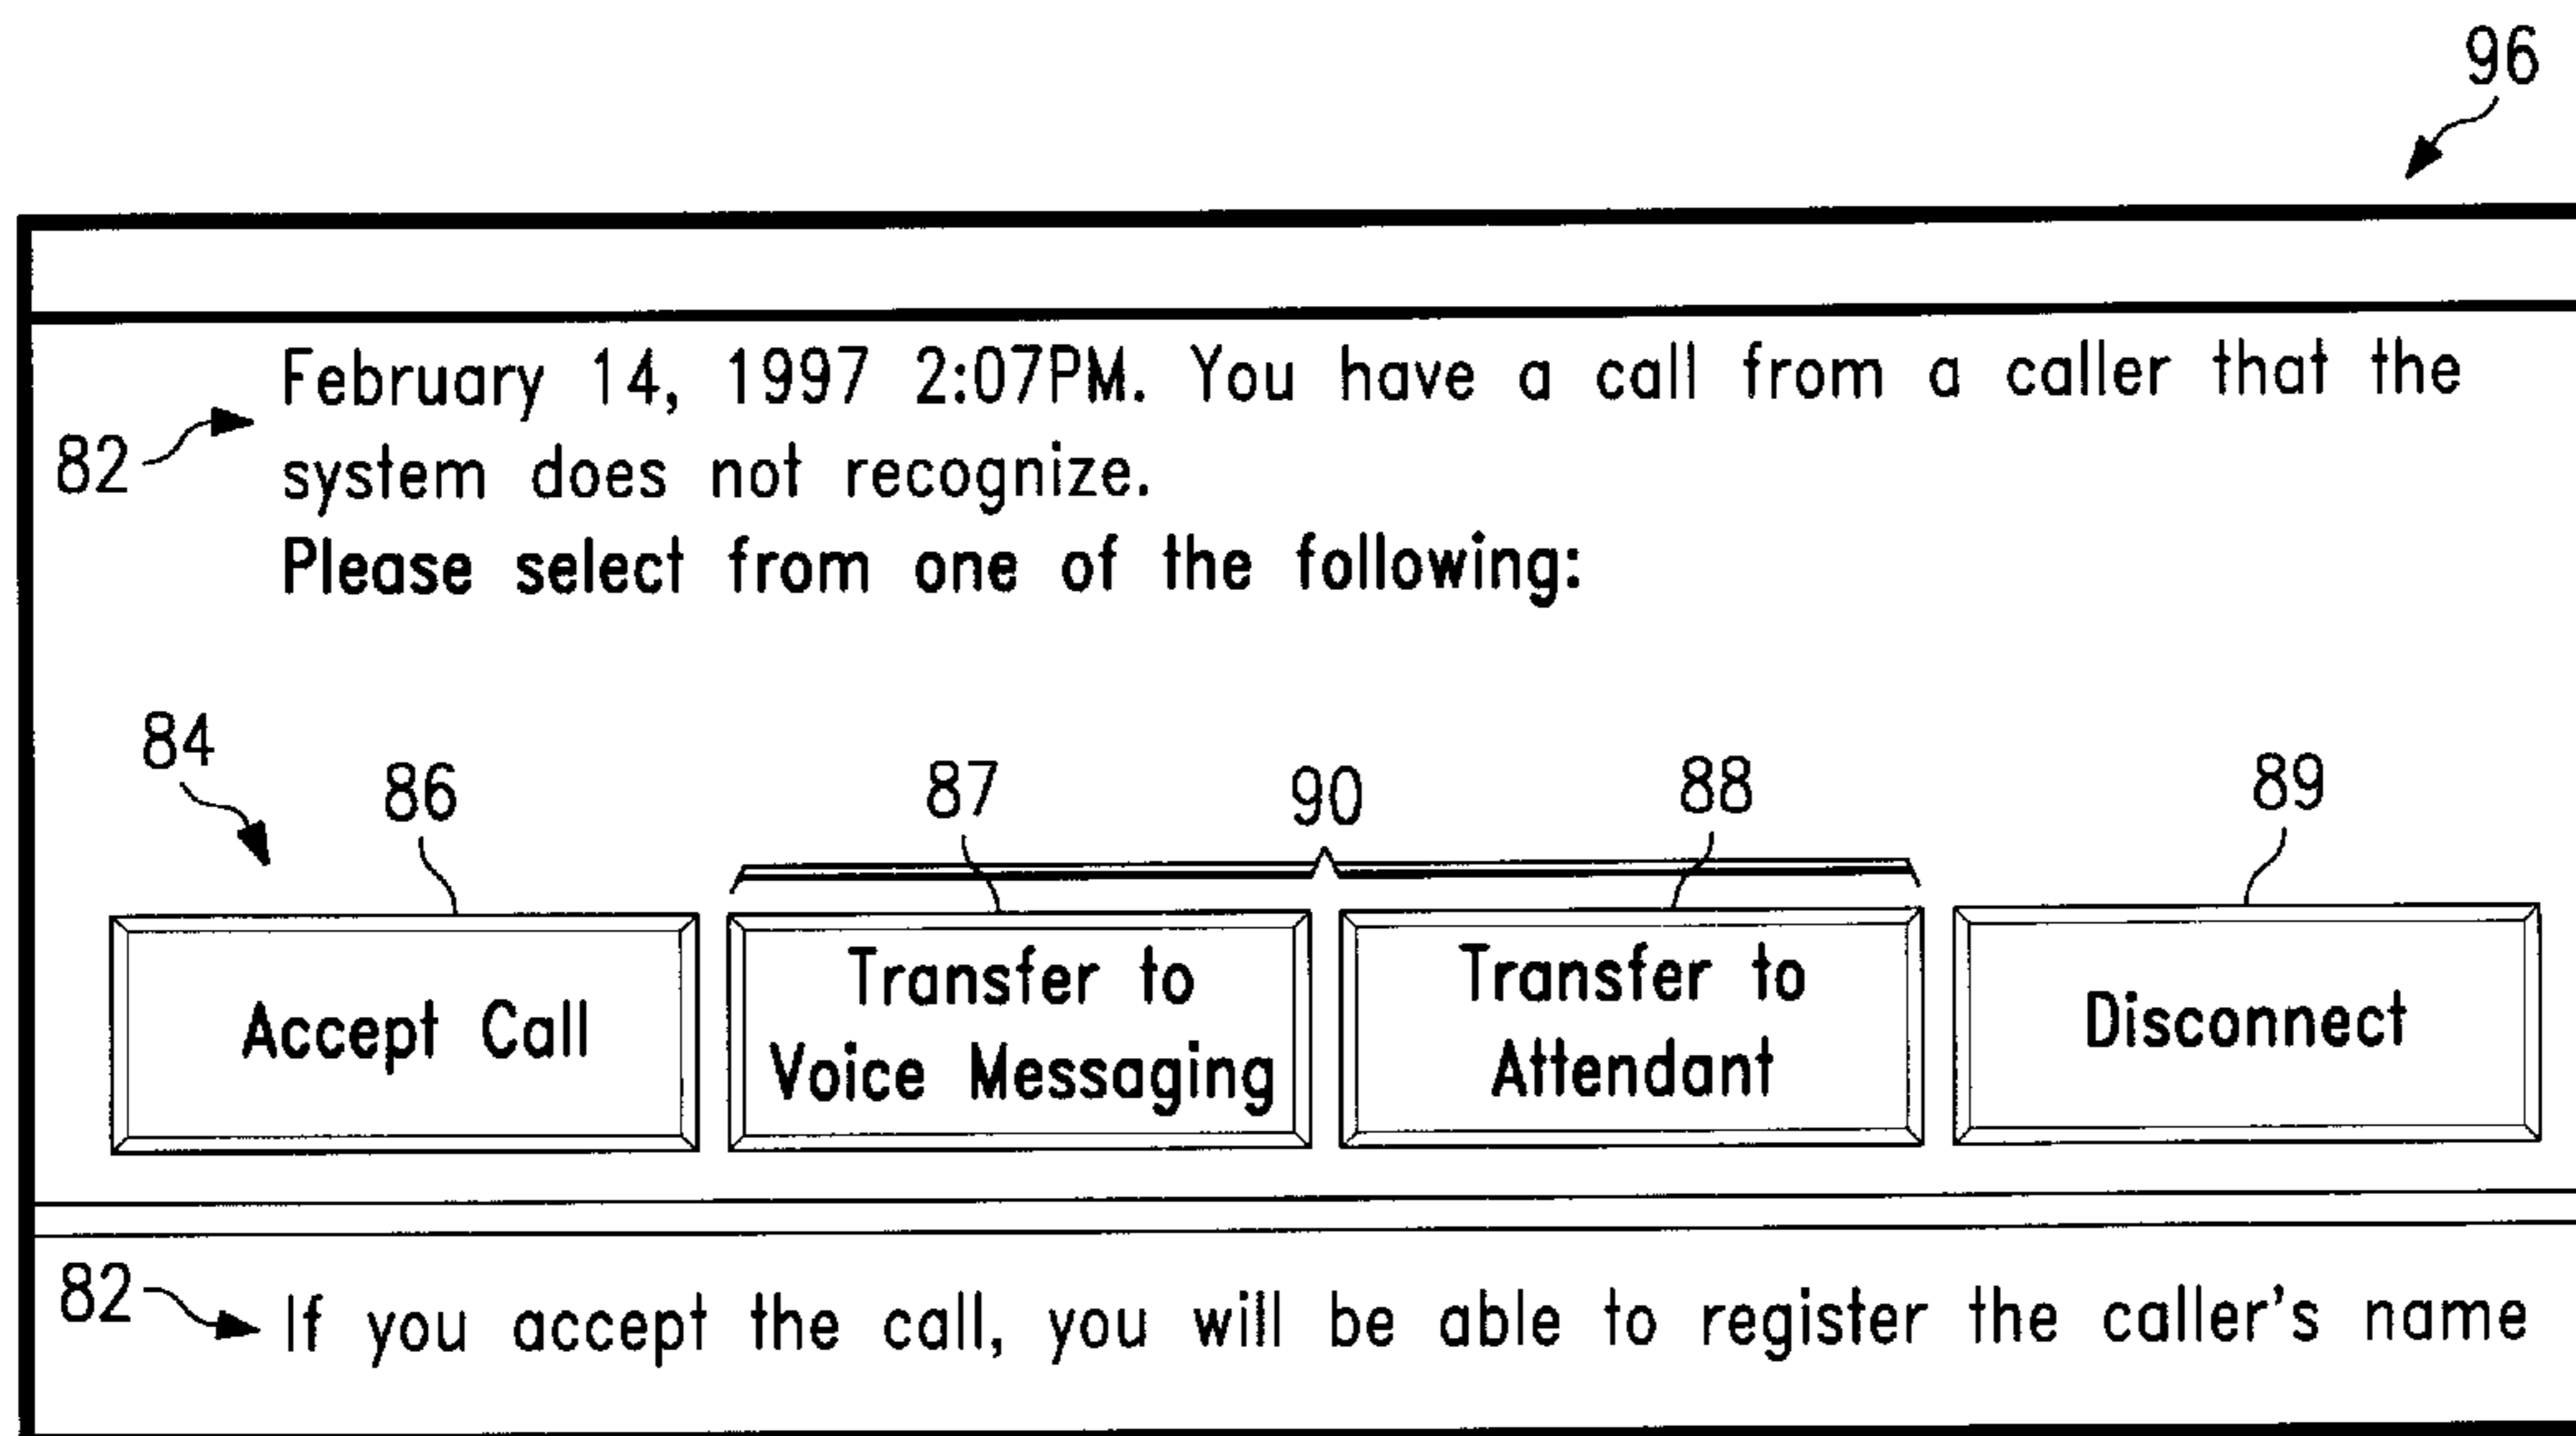 96
February 14, 1997 2:07PM. You have a call from a caller that the
82
system does not recognize.
Please select from one of the following:
84
86
87
90
88
89
Accept Call
Transfer to
Voice Messaging
Transfer to
Attendant
Disconnect
82
If you accept the call, you will be able to register the caller's name